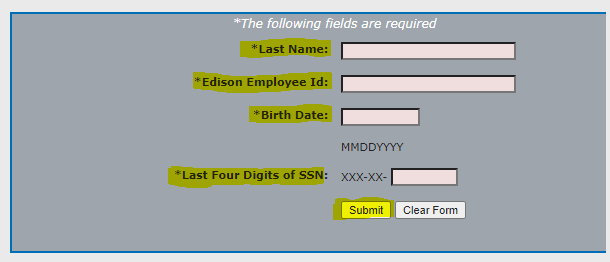 *The following fields are required
*Last Name:
*Edison Employee Id:
*Birth Date:
MMDDYYYY
*Last Four Digits of SSN:
XXX-XX-
Submit
Clear Form